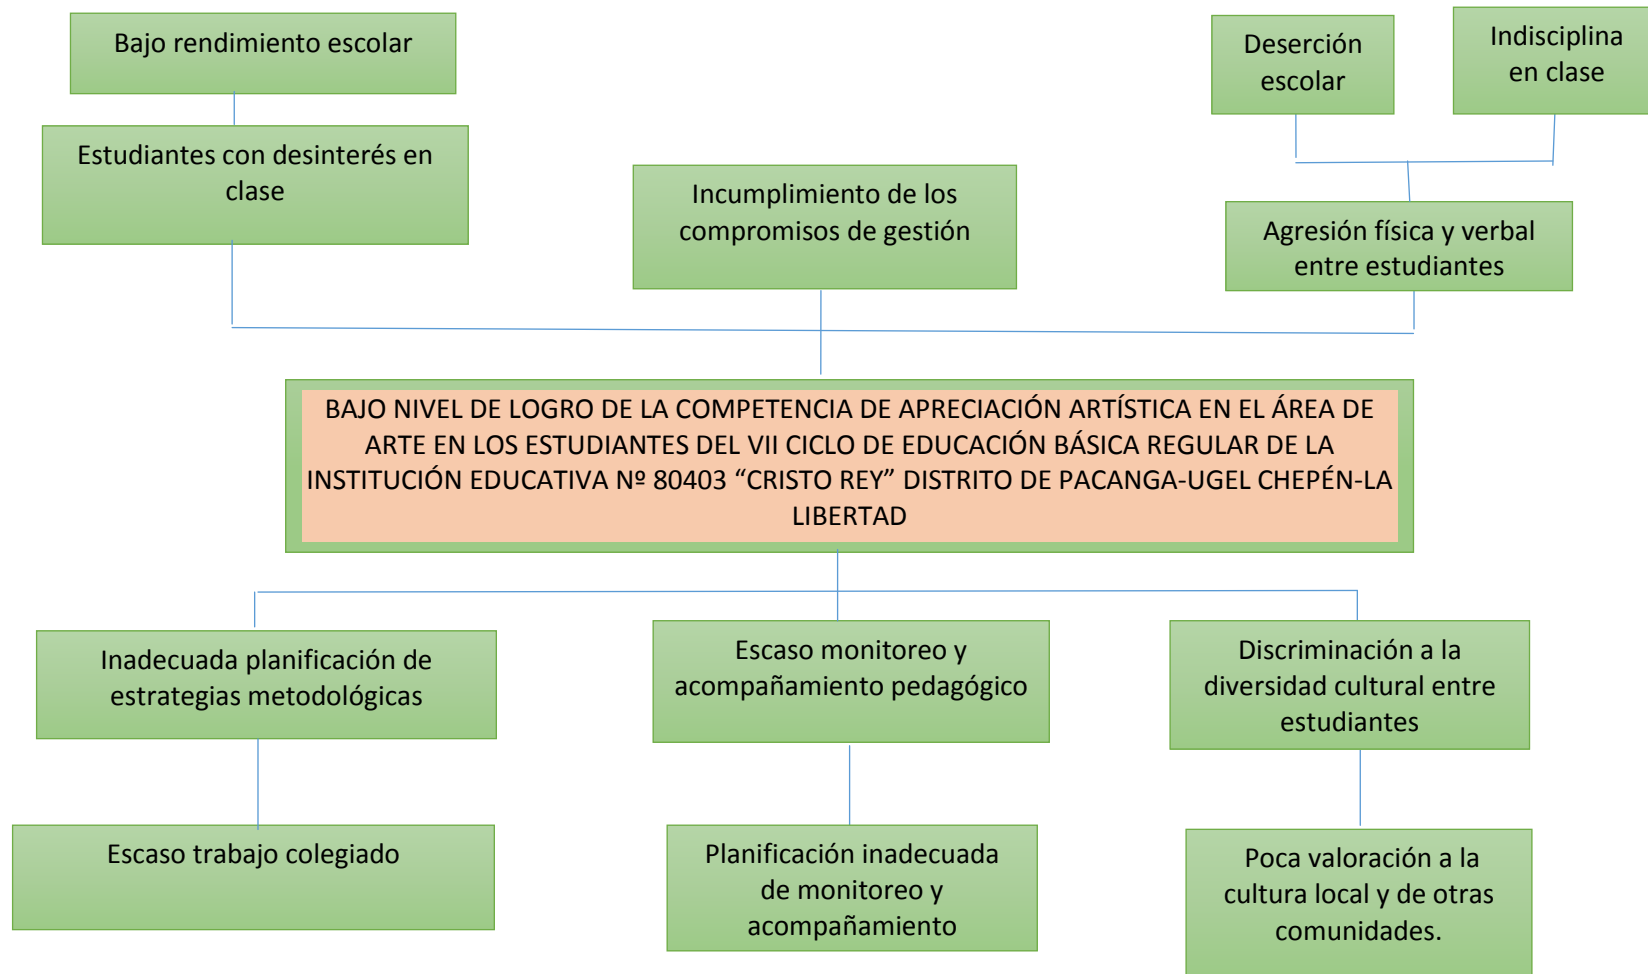 Bajo rendimiento escolar
Deserción
escolar
Indisciplina
en clase
Estudiantes con desinterés en
clase
Incumplimiento de los
compromisos de gestión
Agresión física y verbal
entre estudiantes
BAJO NIVEL DE LOGRO DE LA COMPETENCIA DE APRECIACIÓN ARTÍSTICA EN EL ÁREA DE
ARTE EN LOS ESTUDIANTES DEL VII CICLO DE EDUCACIÓN BÁSICA REGULAR DE LA
INSTITUCIÓN EDUCATIVA Nº 80403 “CRISTO REY” DISTRITO DE PACANGA-UGEL CHEPÉN-LA
LIBERTAD
Inadecuada planificación de
estrategias metodológicas
Escaso monitoreo y
acompañamiento pedagógico
Discriminación a la
diversidad cultural entre
estudiantes
Escaso trabajo colegiado
Planificación inadecuada
de monitoreo y
acompañamiento
Poca valoración a la
cultura local y de otras
comunidades.